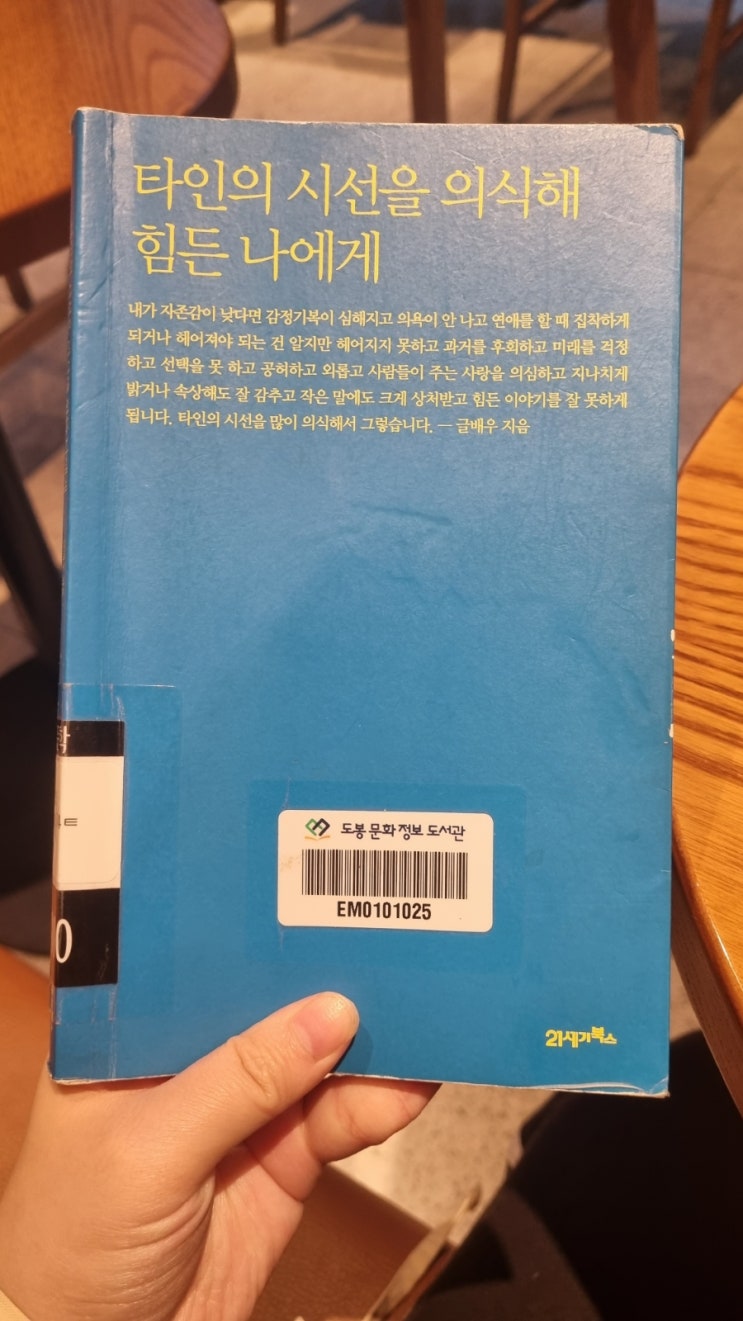 타인의 시선을 의식해
힘든 나에게
내가 자존감이 낮다면 감정기복이 심해지고 의욕이 안 나고 연애를 할 때 집착하게
되거나 헤어져야 되는 건 알지만 헤어지지 못하고 과거를 후회하고 미래를 걱정
하고 선택을 못 하고 공허하고 외롭고 사람들이 주는 사랑을 의심하고 지나치게
밝거나 속상해도 잘 감추고 작은 말에도 크게 상처받고 힘든 이야기를 잘 못하게
됩니다. 타인의 시선을 많이 의식해서 그렇습니다. — 글배우 지음
도봉 문화 정보 도서관
EM0101025
0
21세기북스